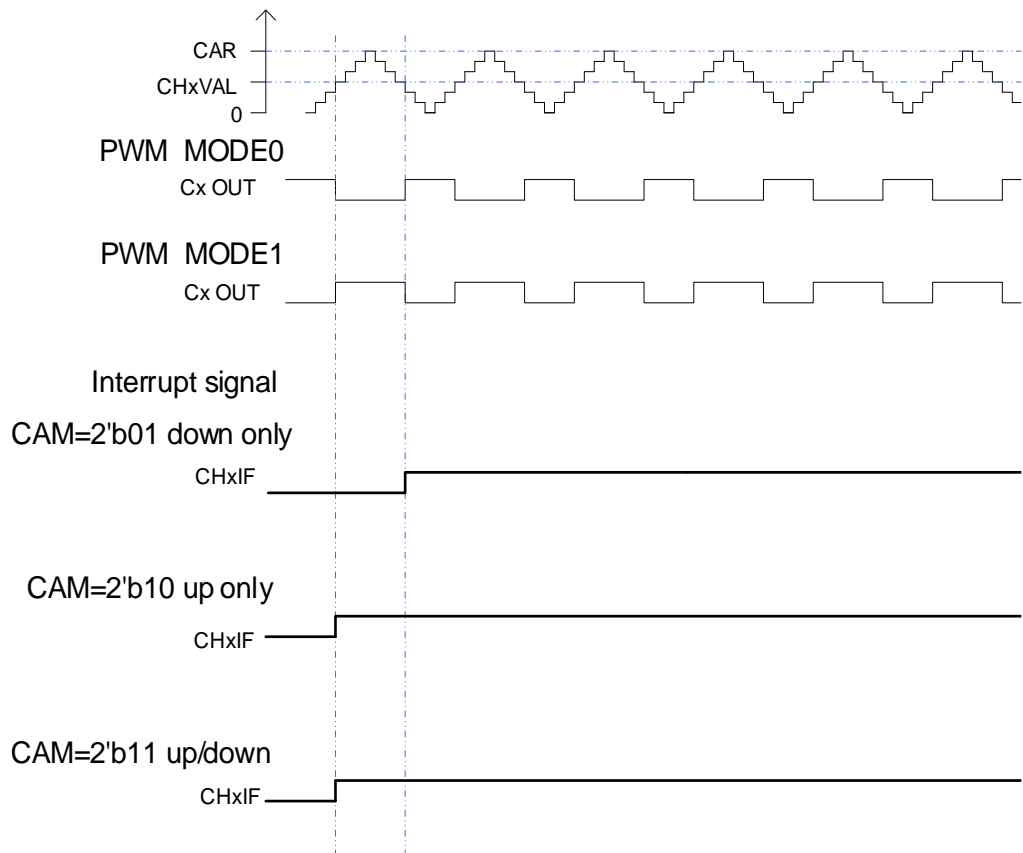 CAR
CHxVAL
0
PWM MODE0
Cx OUT
PWM MODE1
Cx OUT
Interrupt signal
CAM=2'b01 down only
CHxIF
CAM=2'b10 up only
CHxIF
CAM=2'b11 up/down
CHxIF